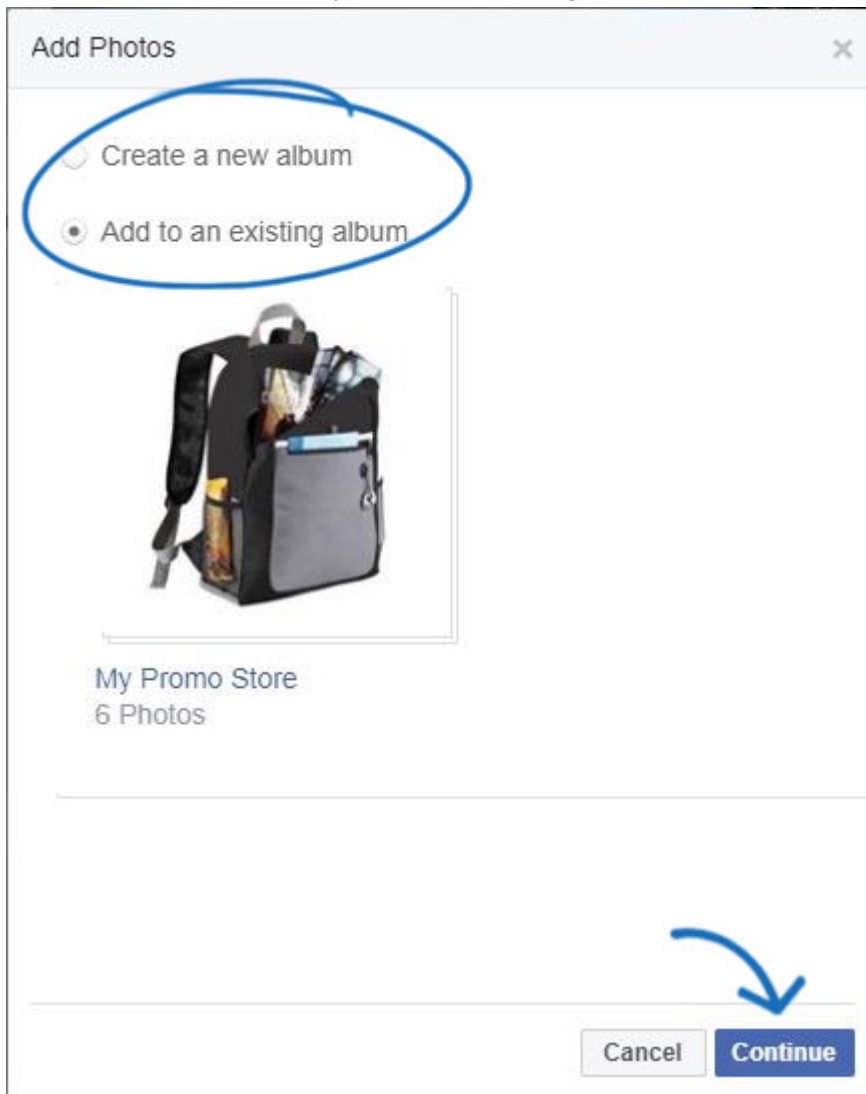 Add Photos
Create a new album
Add to an existing album
My Promo Store
6 Photos
Cancel Continue